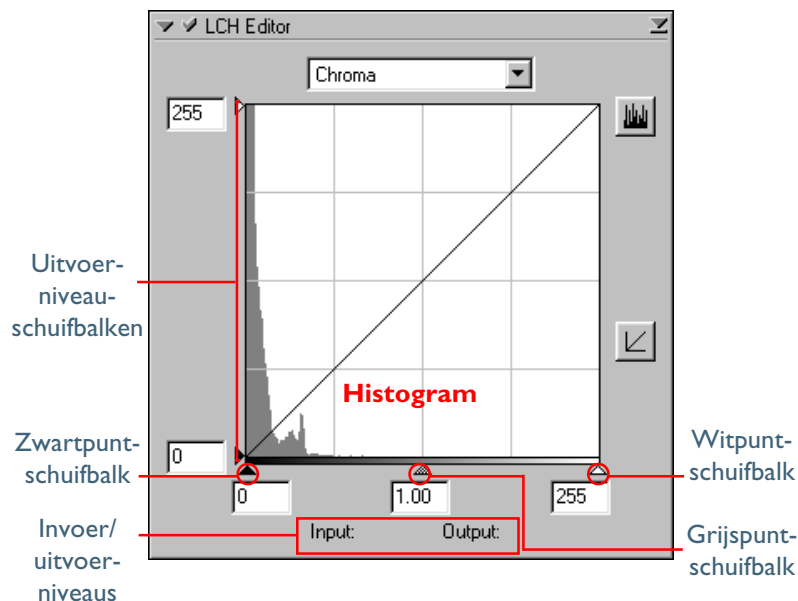 LCH Editor
Chroma
255
Uitvoer-
niveau-
schuifbalken
Histogram
Zwartpunt-
schuifbalk
0
Witpunt-
schuifbalk
0
1.00
255
Invoer/
uitvoer-
niveaus
Input:
Output:
Grijspunt-
schuifbalk